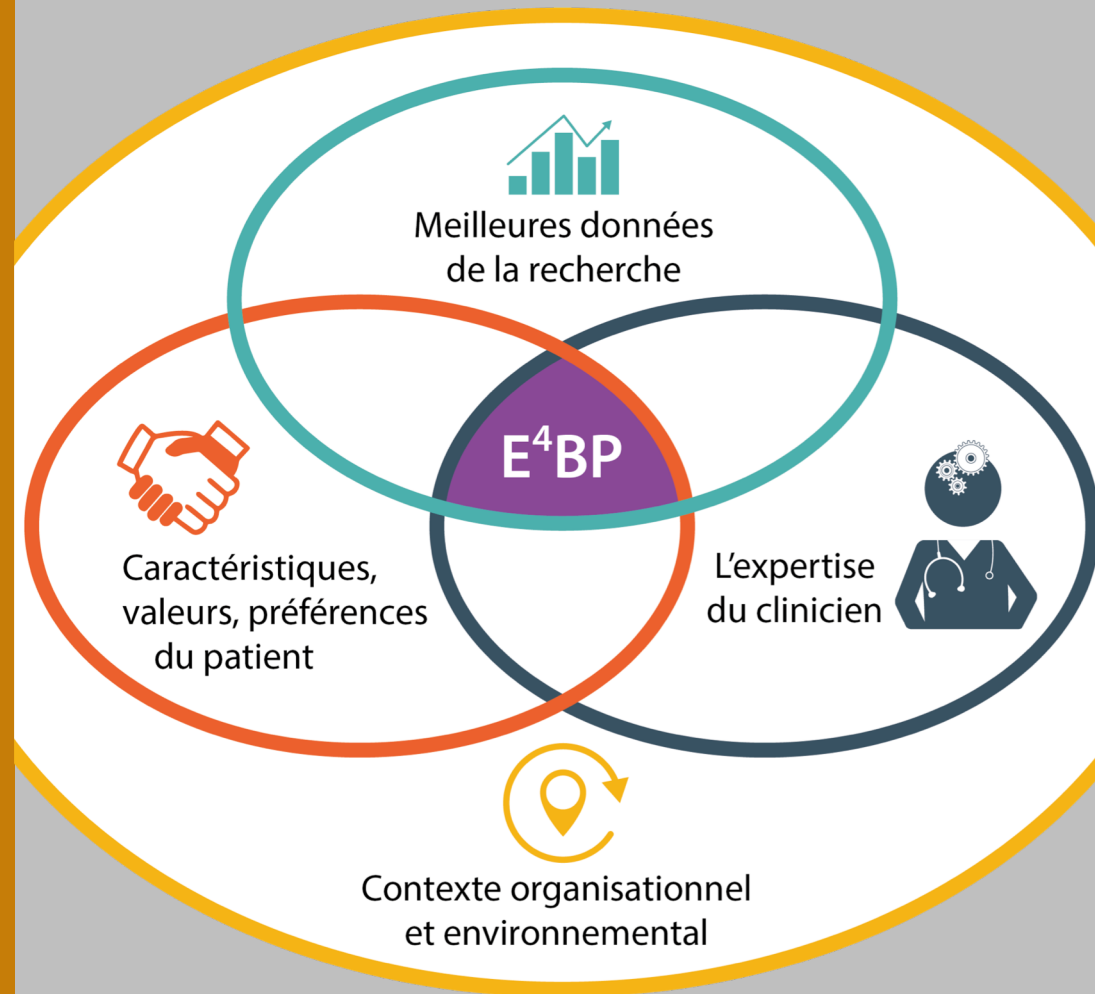 Meilleures données
de la recherche
E⁴BP
Caractéristiques,
valeurs, préférences
du patient
L'expertise
du clinicien
Contexte organisationnel
et environnemental